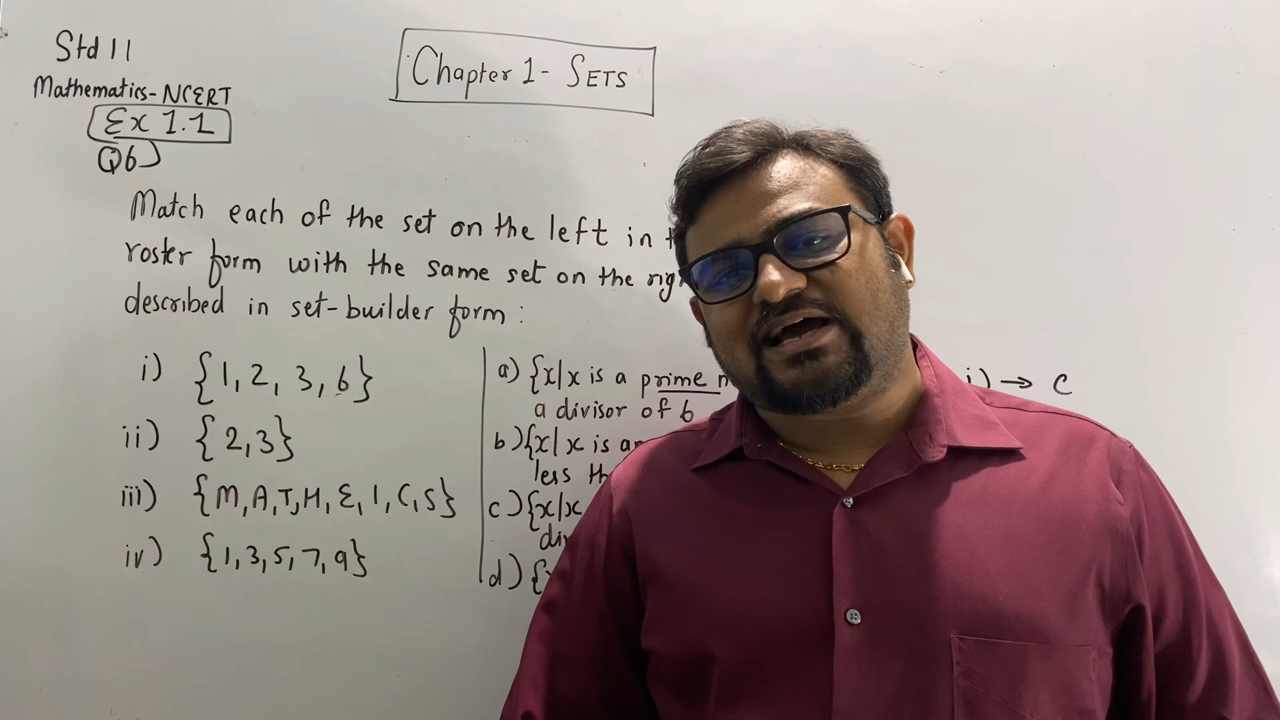 Std 11
Mathematics-NCERT
Ex 1.1
Q6)
Chapter 1 - SETS
Match each of the set on the left in
roster form with the same set on the
described in set-builder form :
i) {1, 2, 3, 6}
ii) {2,3}
iii) {M,A,T,H,E,I,C,S}
iv) {1,3,5,7,9}
a) {x/x is a prime
a divisor of 6
b) {x/x is an
less
c) {x/x
d) {
i) → c